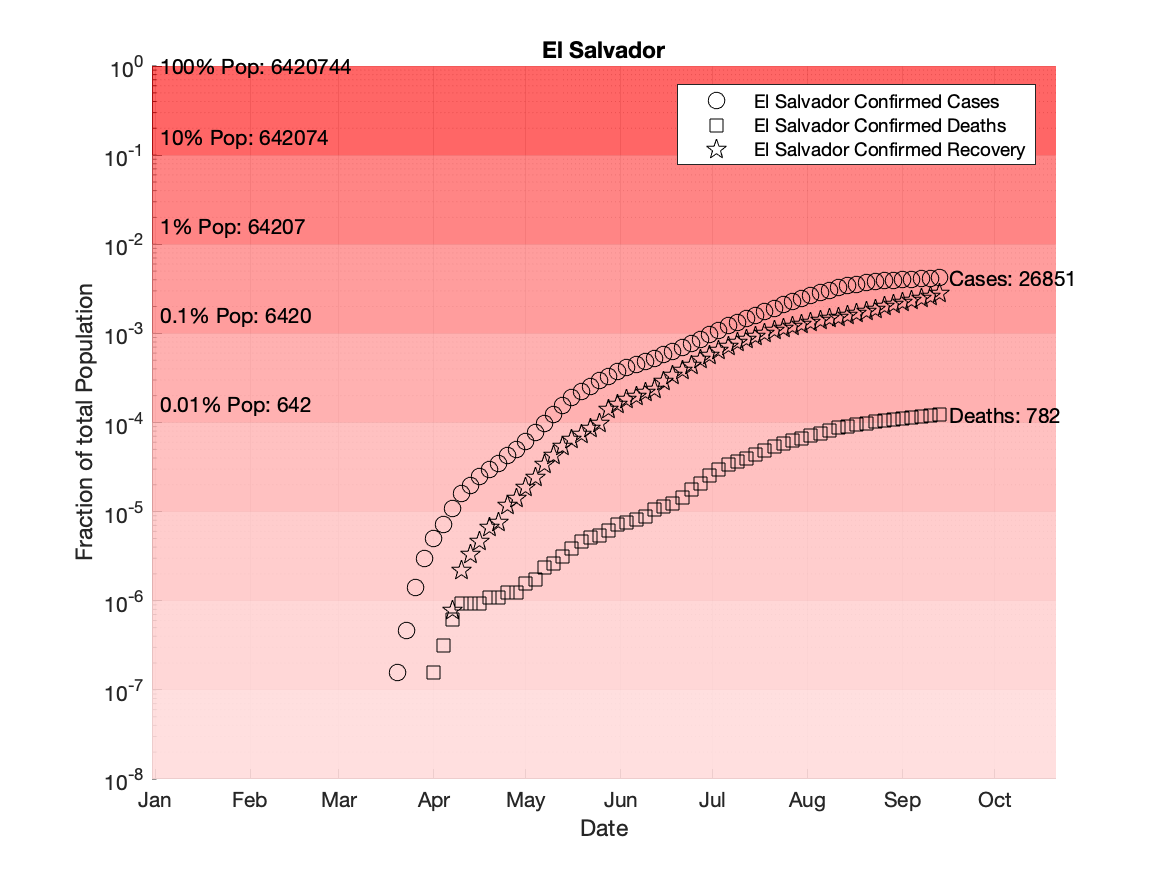 El Salvador
10^0
100% Pop: 6420744
El Salvador Confirmed Cases
El Salvador Confirmed Deaths
El Salvador Confirmed Recovery
10% Pop: 642074
10^-1
1% Pop: 64207
10^-2
Cases: 26851
0.1% Pop: 6420
10^-3
0.01% Pop: 642
10^-4
Deaths: 782
10^-5
10^-6
10^-7
10^-8
Fraction of total Population
Jan Feb Mar Apr May Jun Jul Aug Sep Oct
Date